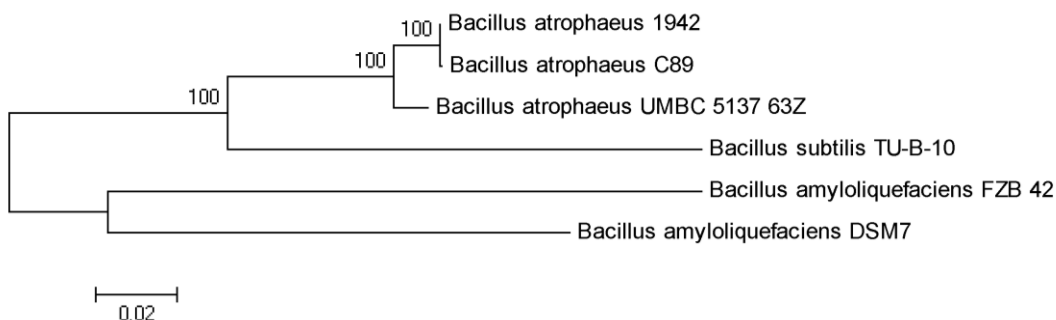 Bacillus atrophaeus 1942
100
Bacillus atrophaeus C89
100
100
Bacillus atrophaeus UMBC 5137 63Z
Bacillus subtilis TU-B-10
Bacillus amyloliquefaciens FZB 42
Bacillus amyloliquefaciens DSM7
0.02